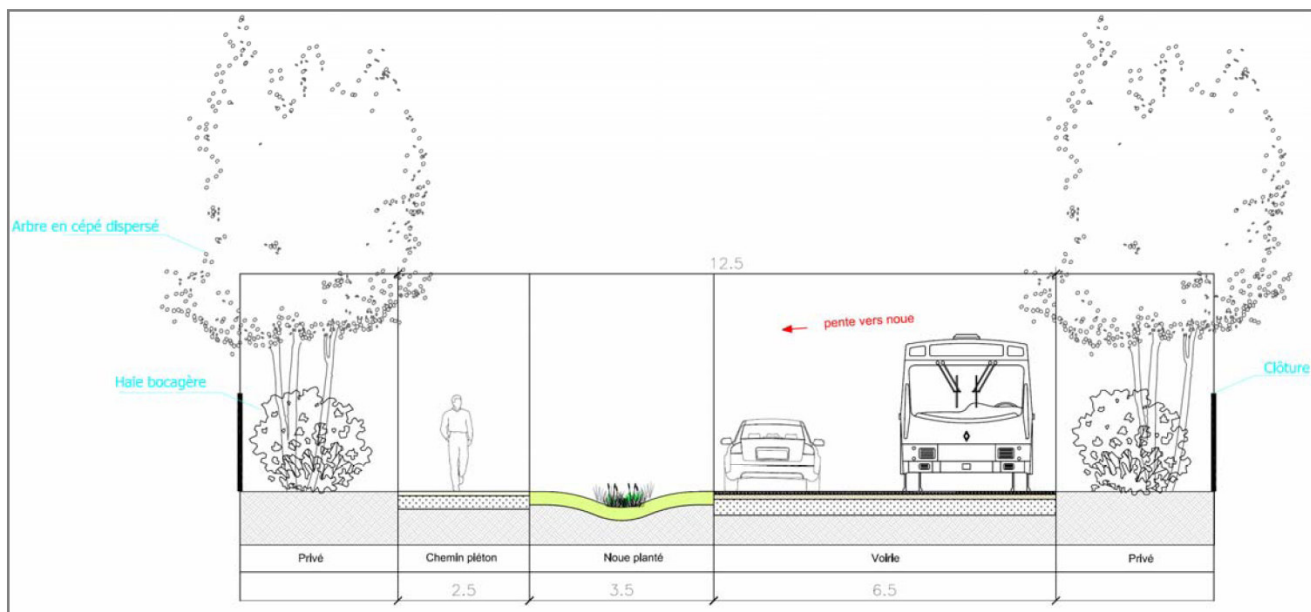 Arbre en cépé dispersé
12.5
pente vers noue
Haie bocagère
Clôture
Privé
Chemin piéton
Noue planté
Voirie
Privé
2.5
3.5
6.5